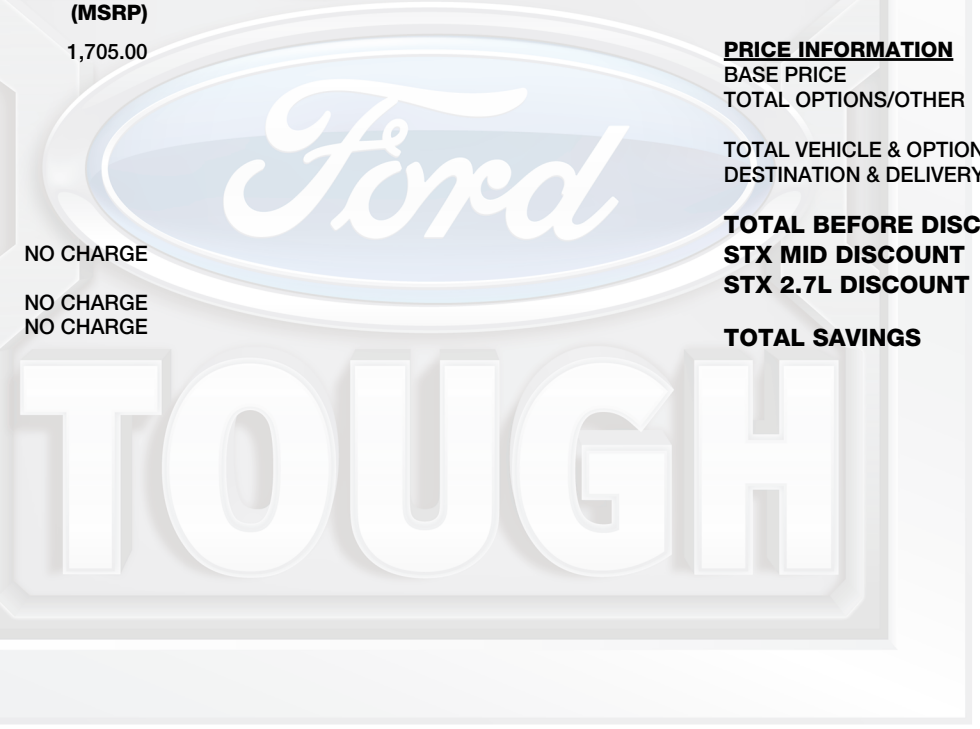 (MSRP)
1,705.00
NO CHARGE
NO CHARGE
NO CHARGE
PRICE INFORMATION
BASE PRICE
TOTAL OPTIONS/OTHER
TOTAL VEHICLE & OPTION
DESTINATION & DELIVERY
TOTAL BEFORE DISC
STX MID DISCOUNT
STX 2.7L DISCOUNT
TOTAL SAVINGS
Ford
TOUGH